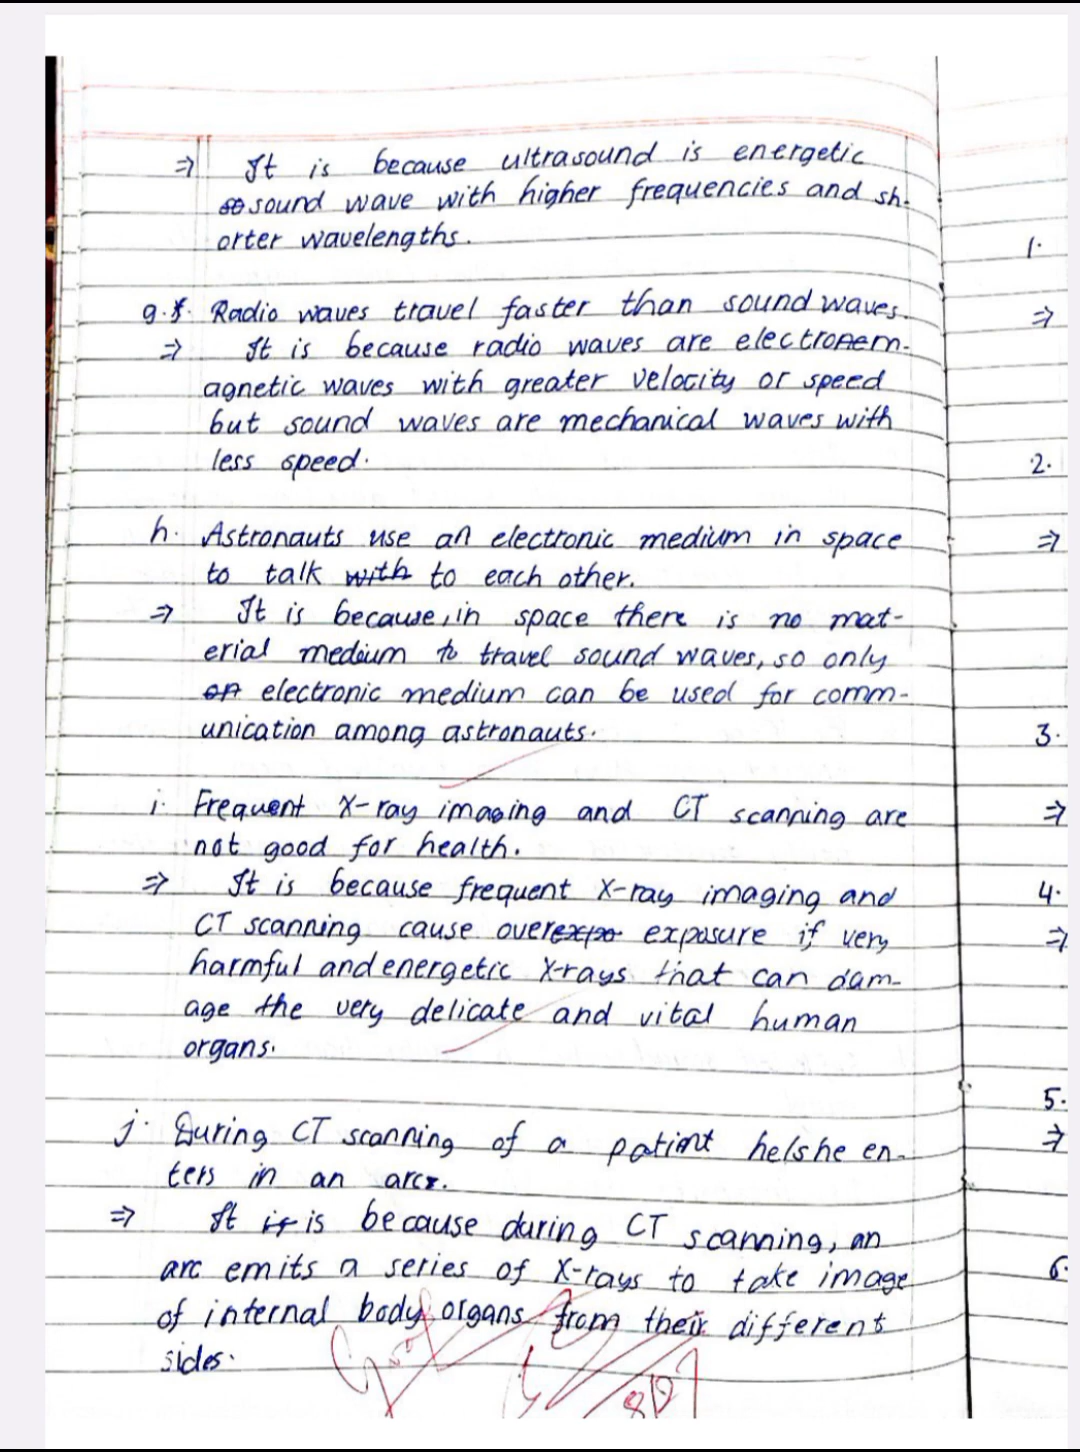 ⇒ It is because ultrasound is energetic
sound wave with higher frequencies and sh-
orter wavelengths.
g. Radio waves travel faster than sound waves.
⇒ It is because radio waves are electrom-
agnetic waves with greater velocity or speed
but sound waves are mechanical waves with
less speed.
h. Astronauts use an electronic medium in space
to talk with to each other.
⇒ It is because, in space there is no mat-
erial medium to travel sound waves, so only
electronic medium can be used for comm-
unication among astronauts.
i. Frequent X-ray imaging and CT scanning are
not good for health.
⇒ It is because frequent X-ray imaging and
CT scanning cause over exposure if very
harmful and energetic X-rays that can dam-
age the very delicate and vital human
organs.
j. During CT scanning of a patient he/she en-
ters in an arc.
⇒ It is because during CT scanning, an
arc emits a series of X-rays to take image
of internal body organs from their different
sides.
1.
⇒
2.
⇒
3.
⇒
4.
⇒
5.
⇒
6.